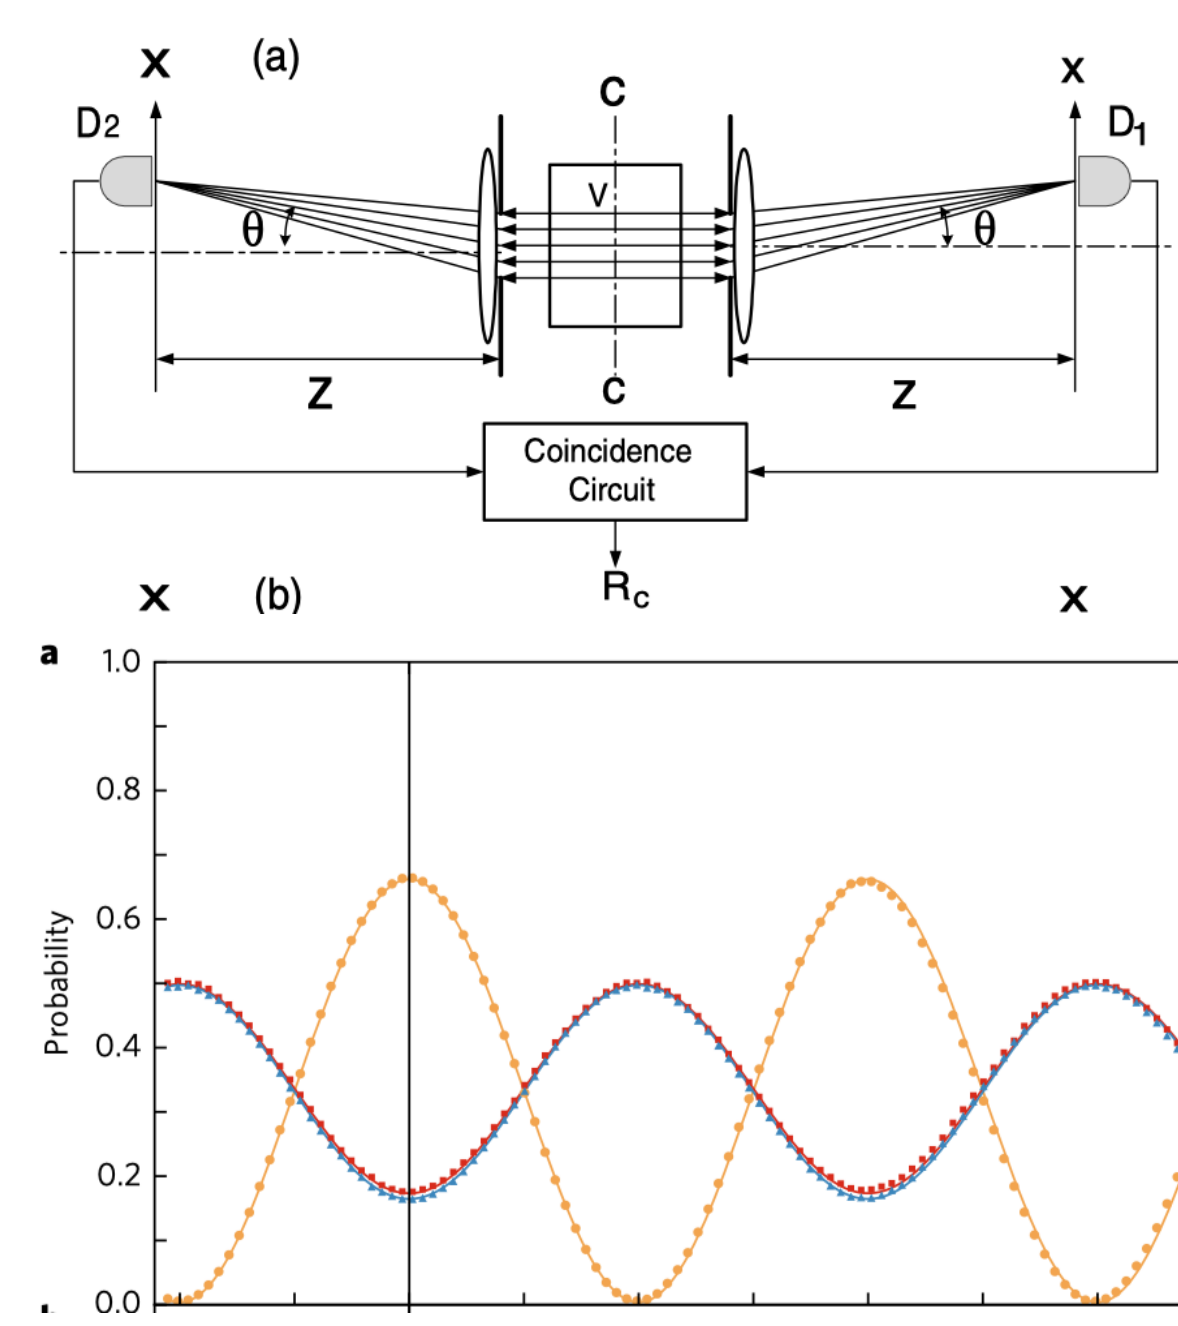 X (a) X
C
D2 D1
V
θ θ
Z C Z
Coincidence
Circuit
Rc
X (b) X
a 1.0
0.8
0.6
Probability
0.4
0.2
0.0